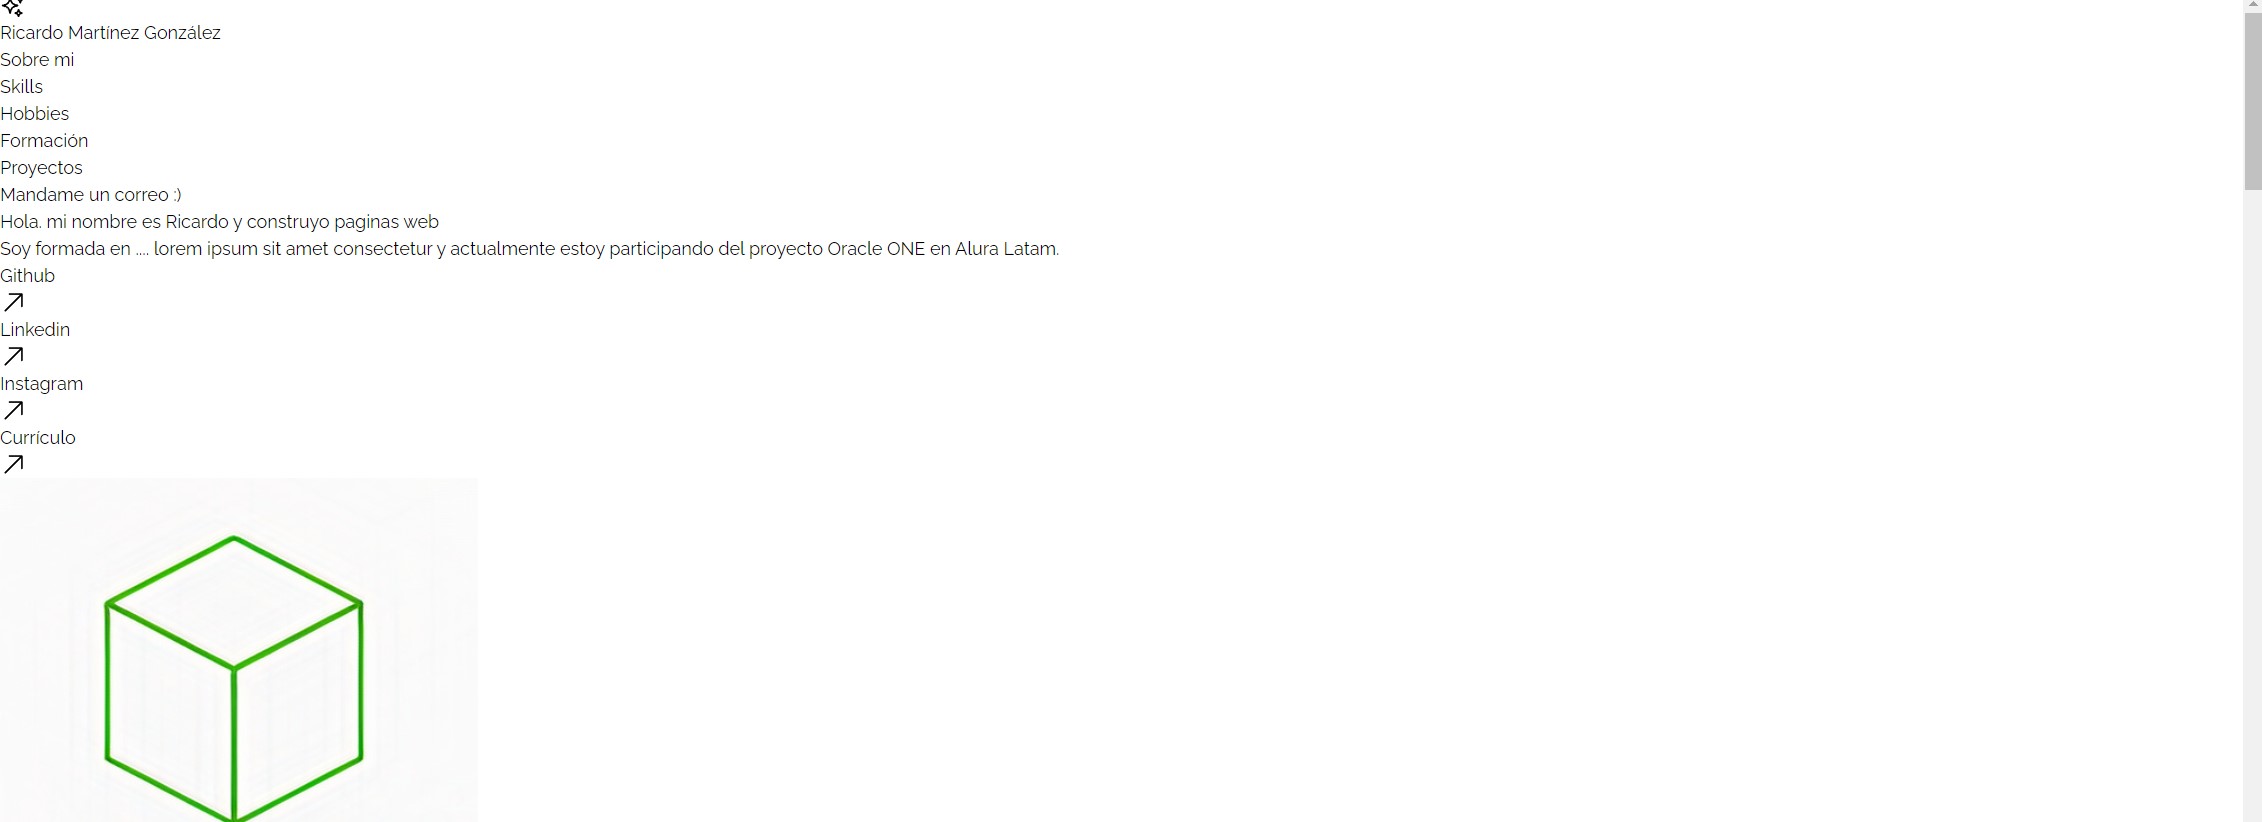 Ricardo Martínez González
Sobre mi
Skills
Hobbies
Formación
Proyectos
Mandame un correo :)
Hola. mi nombre es Ricardo y construyo paginas web
Soy formada en .... lorem ipsum sit amet consectetur y actualmente estoy participando del proyecto Oracle ONE en Alura Latam.
Github
Linkedin
Instagram
Currículo